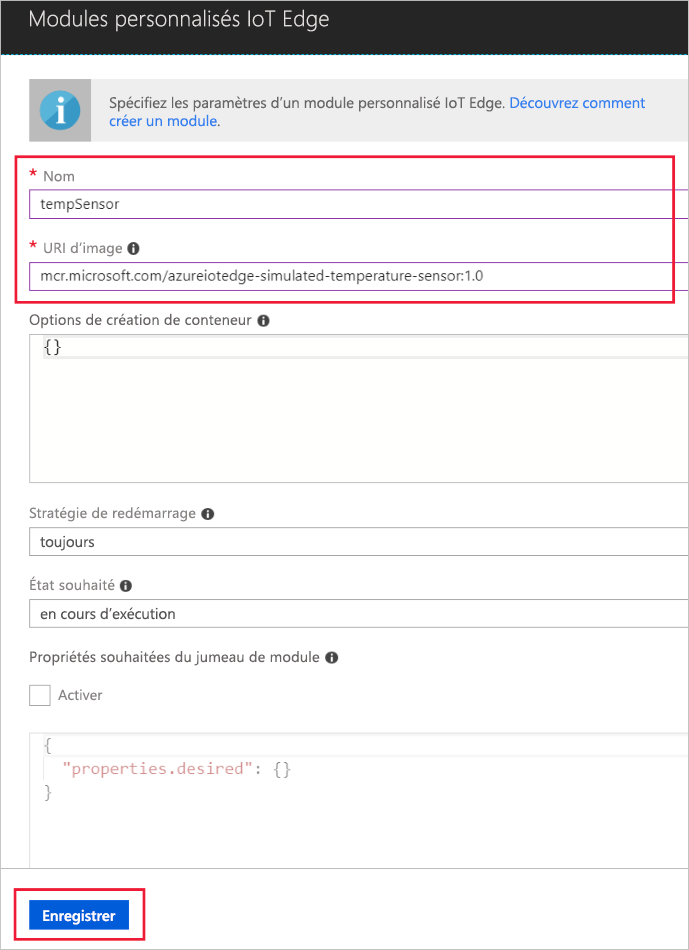 Modules personnalisés IoT Edge
Spécifiez les paramètres d’un module personnalisé IoT Edge. Découvrez comment
créer un module.
* Nom
tempSensor
* URI d’image
mcr.microsoft.com/azureiotedge-simulated-temperature-sensor:1.0
Options de création de conteneur
{}
Stratégie de redémarrage
toujours
État souhaité
en cours d’exécution
Propriétés souhaitées du jumeau de module
Activer
{
"properties.desired": {}
}
Enregistrer